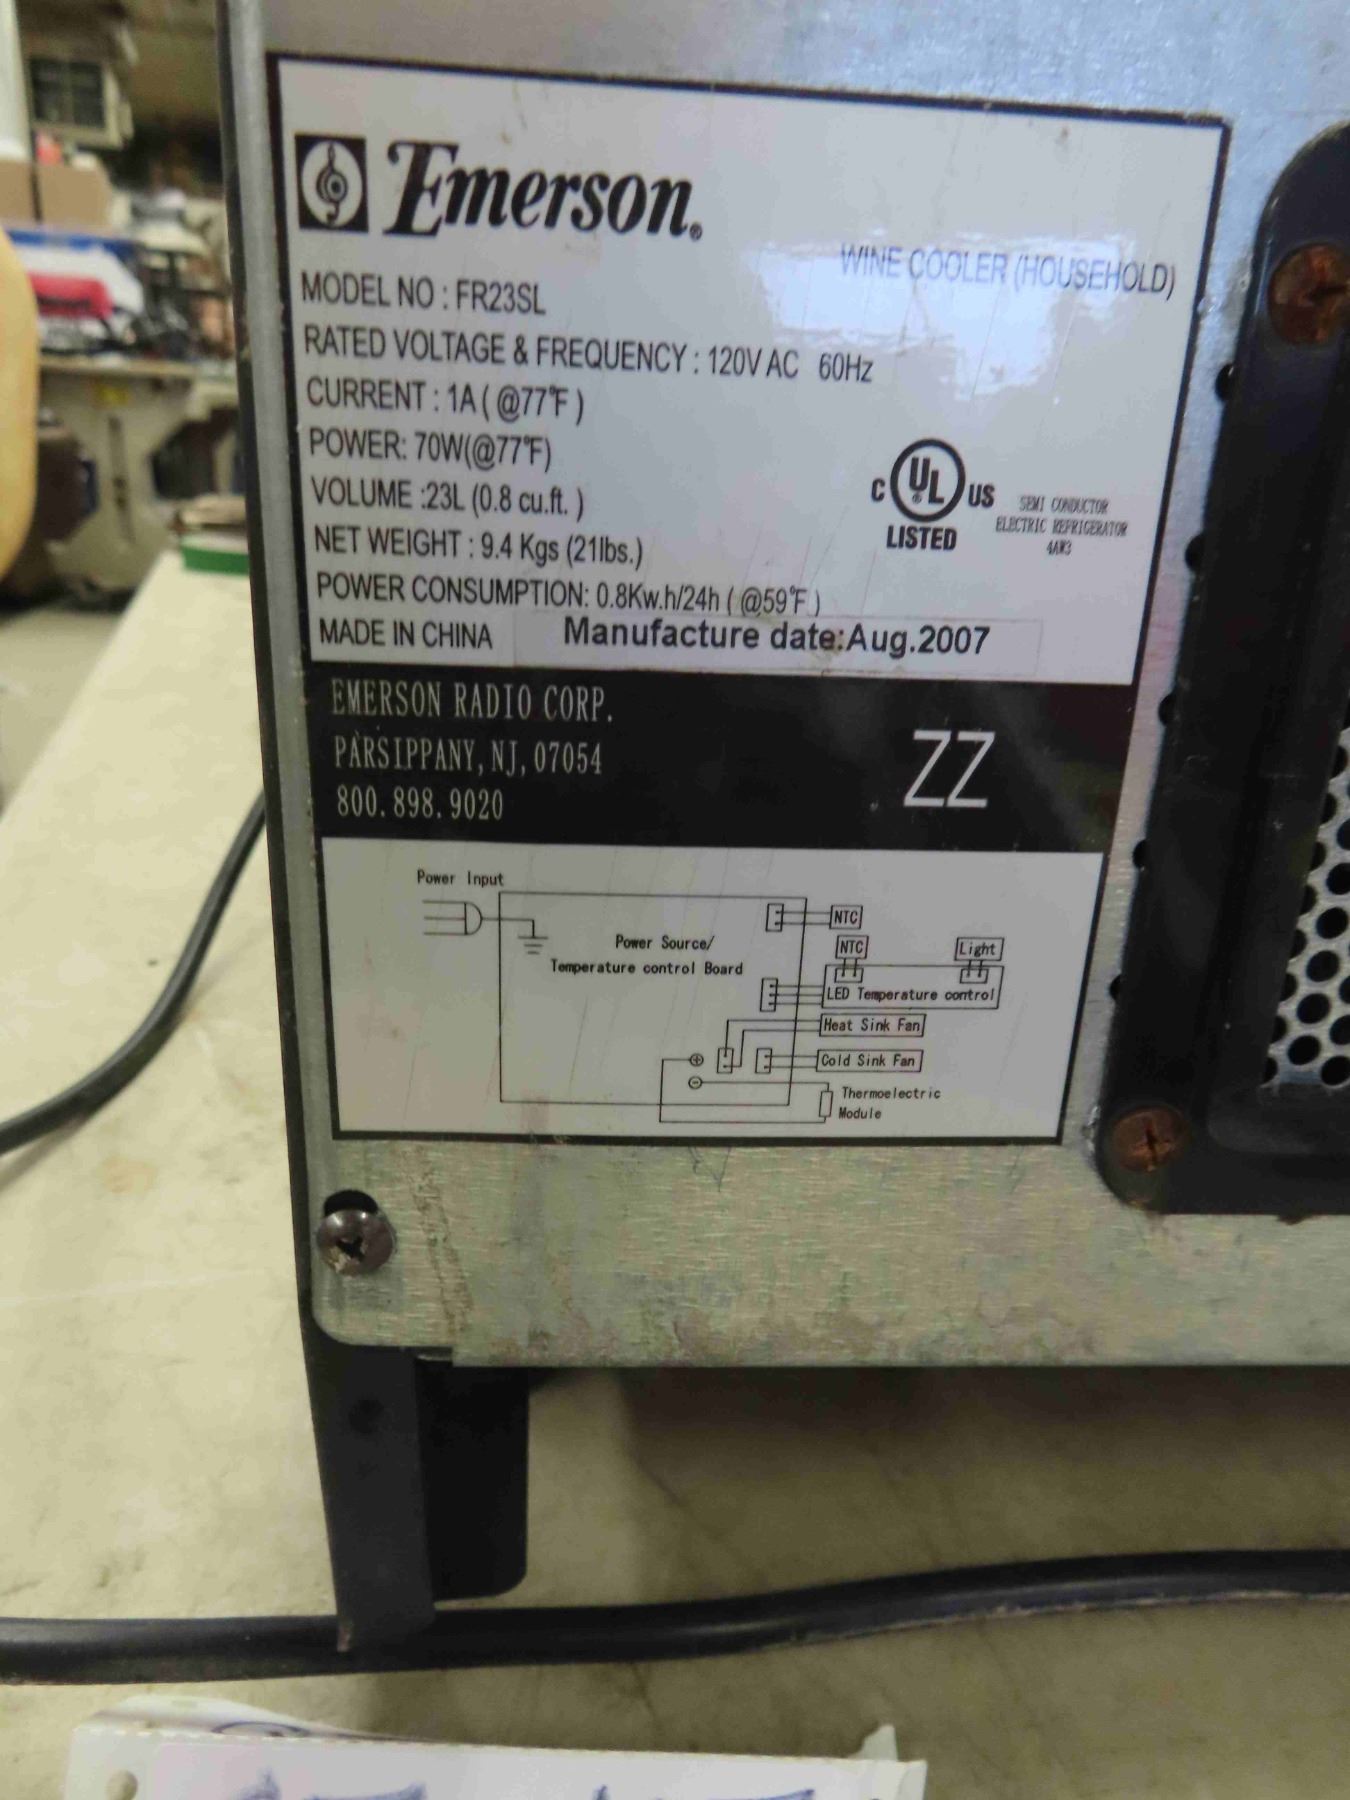 Emerson®
WINE COOLER (HOUSEHOLD)
MODEL NO : FR23SL
RATED VOLTAGE & FREQUENCY : 120V AC 60Hz
CURRENT : 1A ( @77°F )
POWER: 70W(@77°F)
VOLUME :23L (0.8 cu.ft. )
NET WEIGHT : 9.4 Kgs (21lbs.)
POWER CONSUMPTION: 0.8Kw.h/24h ( @59°F )
MADE IN CHINA Manufacture date:Aug.2007
C UL® US
LISTED
SEMI CONDUCTOR
ELECTRIC REFRIGERATOR
4AW3
EMERSON RADIO CORP.
PARSIPPANY, NJ, 07054
800. 898. 9020
ZZ
Power Input
Power Source/
Temperature control Board
NTC
NTC
Light
LED Temperature control
Heat Sink Fan
Cold Sink Fan
Thermoelectric
Module